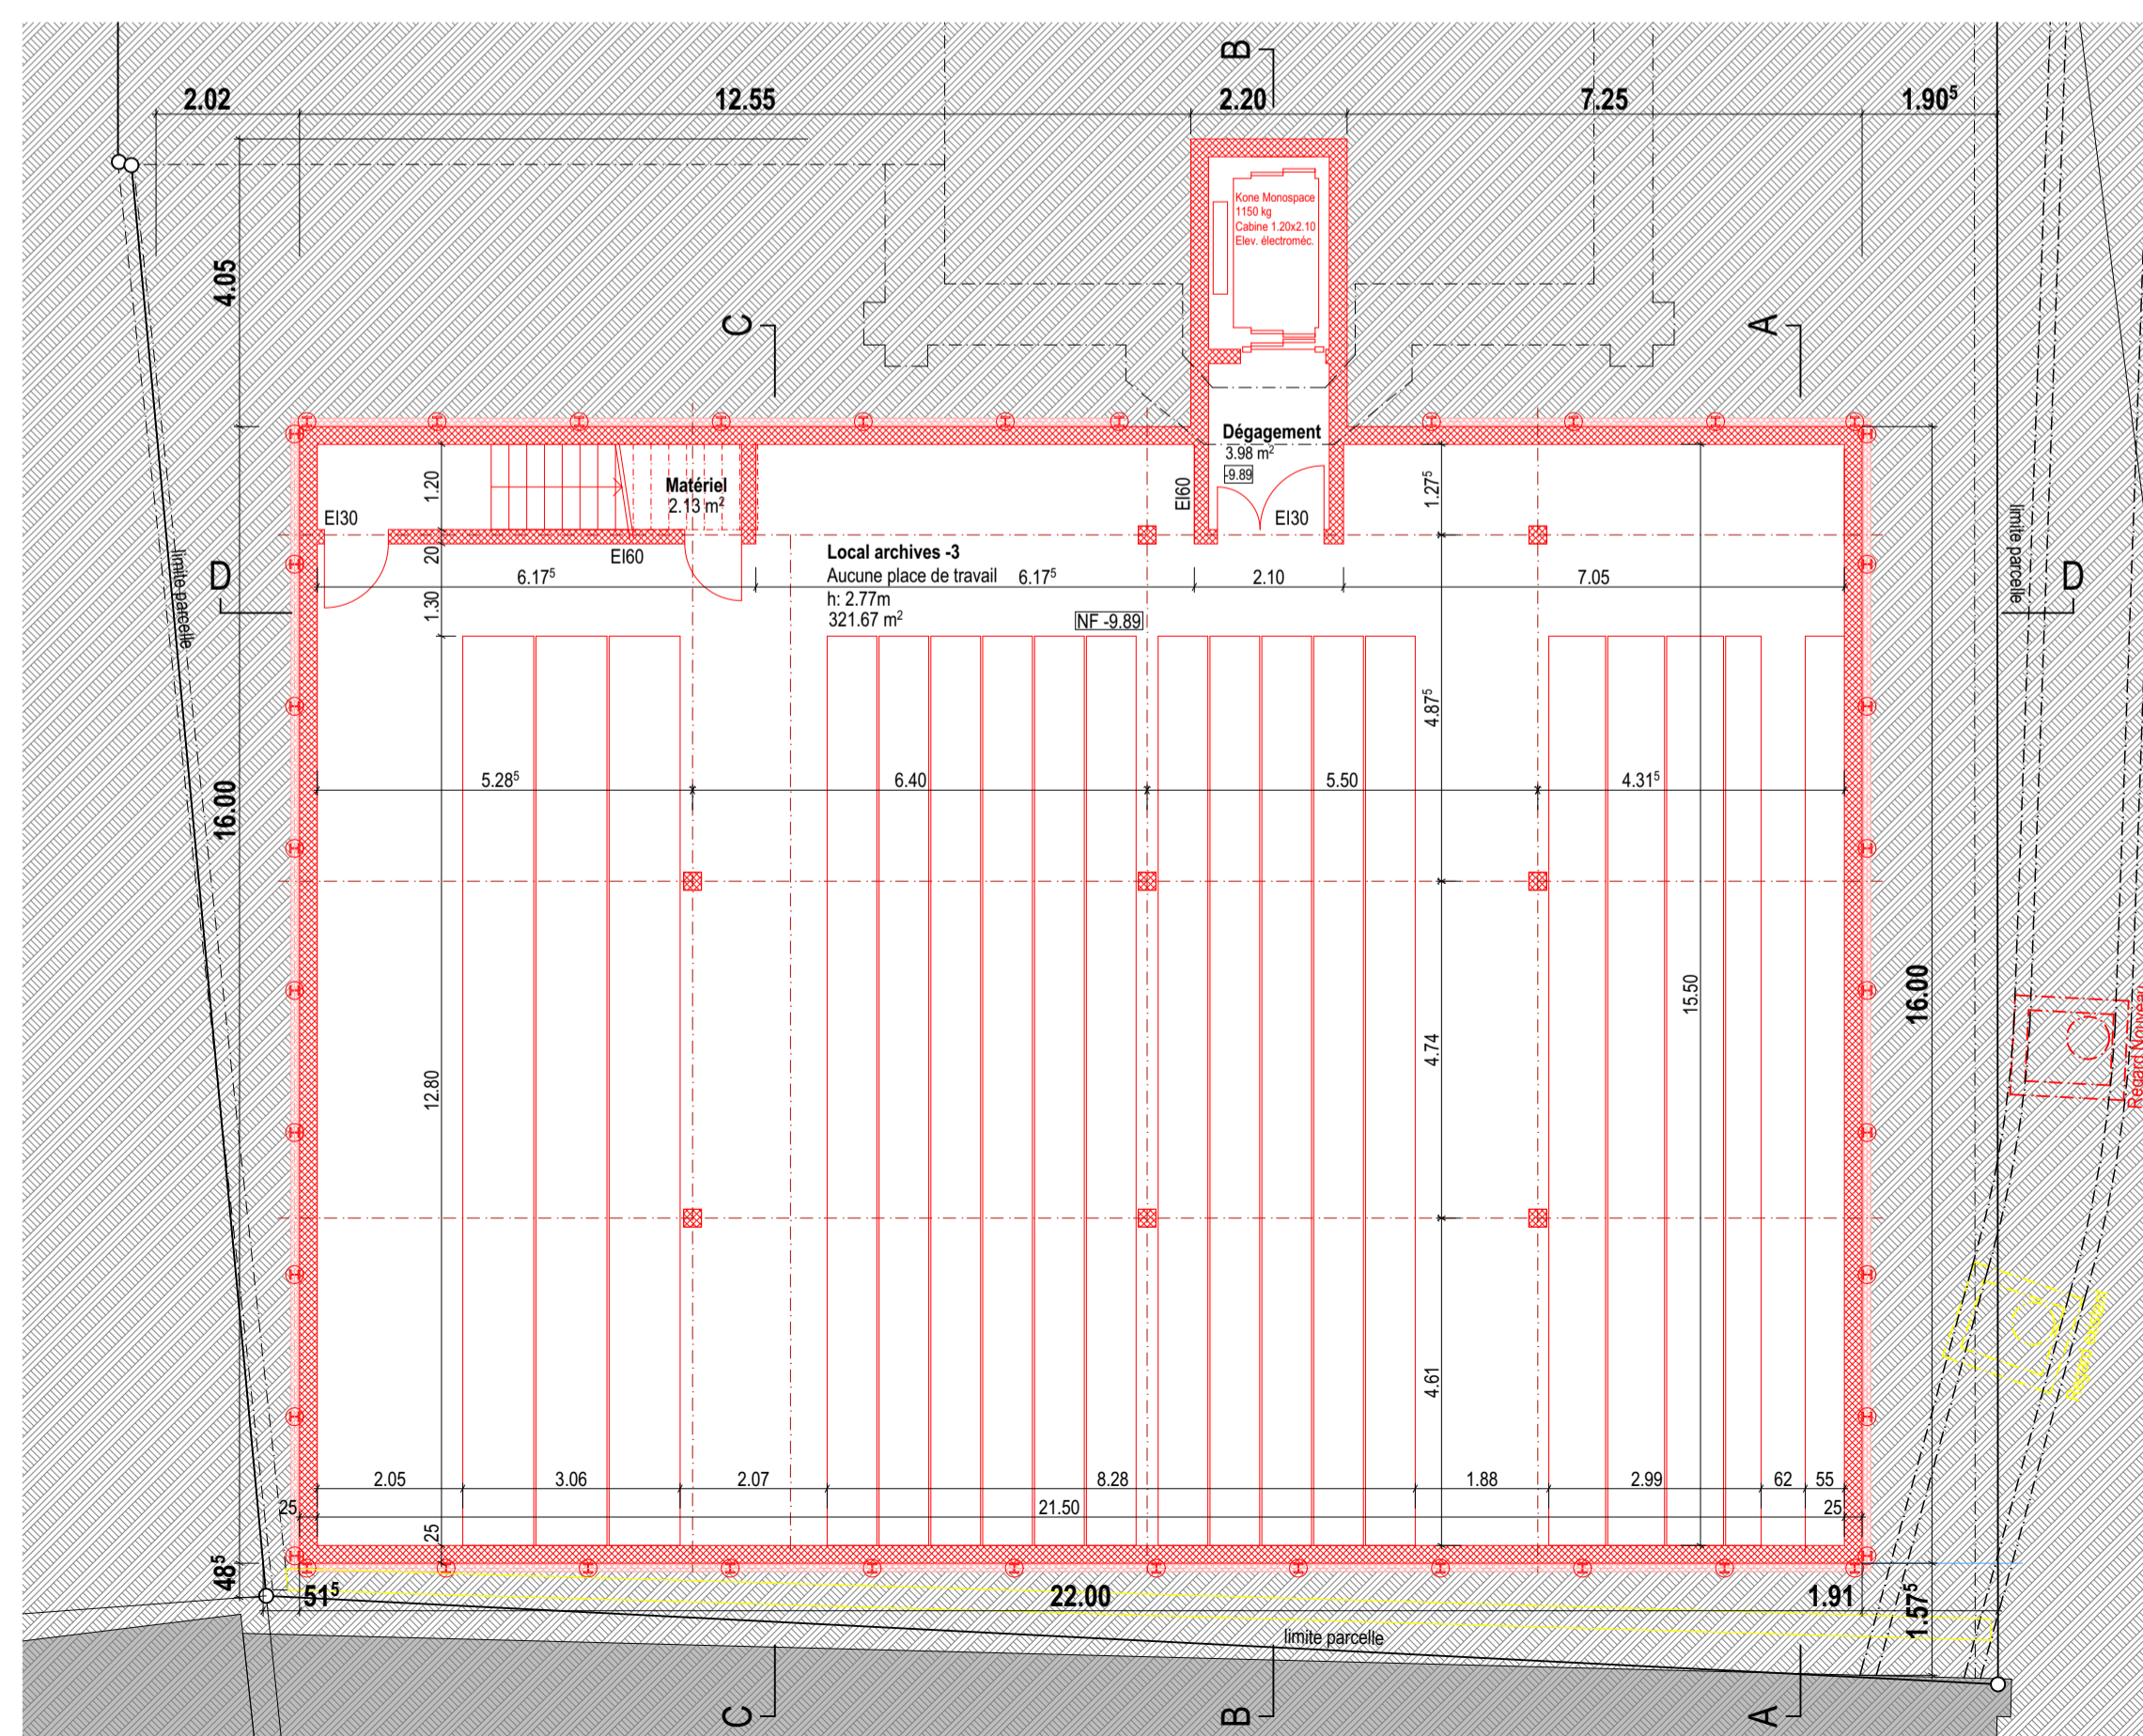 B
2.02
12.55
2.20
7.25
1.90⁵
Kone Monospace
1150 kg
Cabine 1.20x2.10
Elev. électroméc.
4.05
C
A
Dégagement
3.98 m²
-9.89
1.20
Matériel
2.13 m²
EI60
1.27⁵
EI30
EI30
EI60
20
limite parcelle
limite parcelle
Local archives -3
Aucune place de travail
h: 2.77m
321.67 m²
D
6.17⁵
6.17⁵
2.10
7.05
D
1.30
NF -9.89
4.87⁵
16.00
5.28⁵
6.40
5.50
4.31⁵
15.50
16.00
Regard Nouveau
4.74
12.80
Regard existant
4.61
2.05
3.06
2.07
8.28
1.88
2.99
62
55
25
21.50
25
25
48⁵
51⁵
22.00
1.91
1.57⁵
limite parcelle
C
B
A